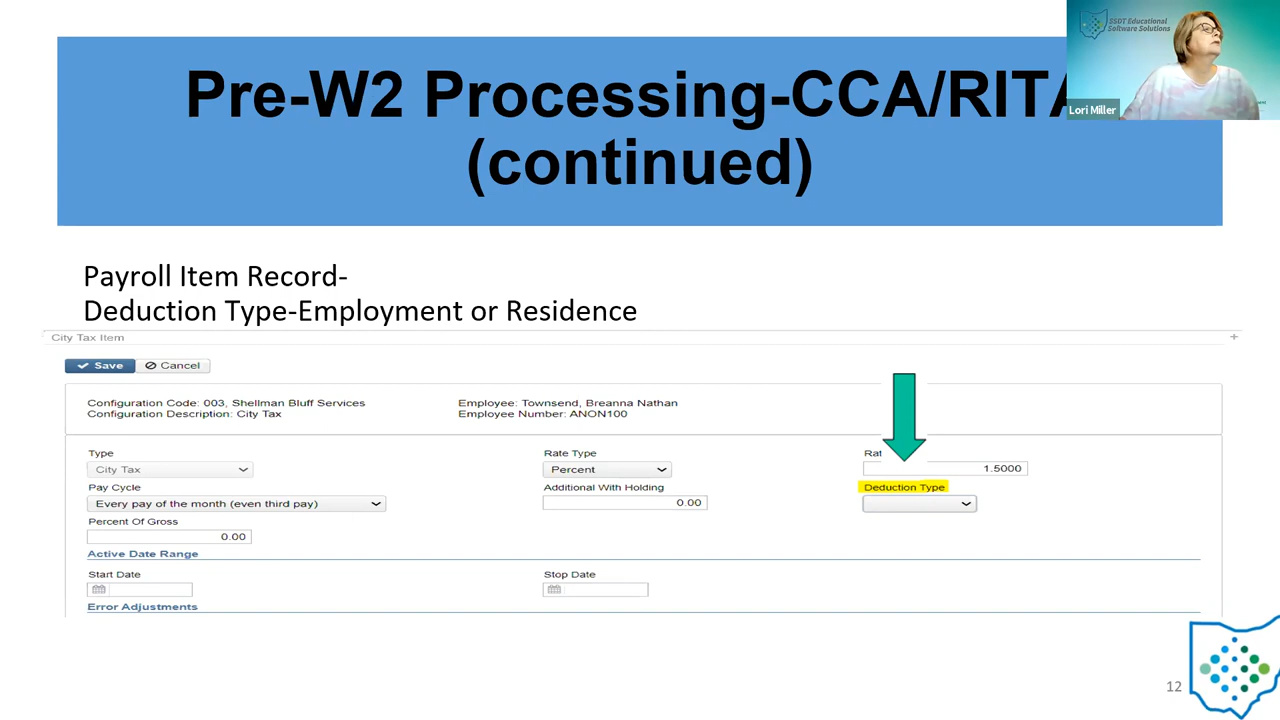 SSDT Educational
Software Solutions
Lori Miller
Pre-W2 Processing-CCA/RITA
(continued)
Payroll Item Record-
Deduction Type-Employment or Residence
City Tax Item
+
Save Cancel
Configuration Code: 003, Shellman Bluff Services Employee: Townsend, Breanna Nathan
Configuration Description: City Tax Employee Number: ANON100
Type Rate Type Rat
City Tax Percent 1.5000
Pay Cycle Additional With Holding Deduction Type
Every pay of the month (even third pay) 0.00
Percent Of Gross
0.00
Active Date Range
Start Date Stop Date
Error Adjustments
12